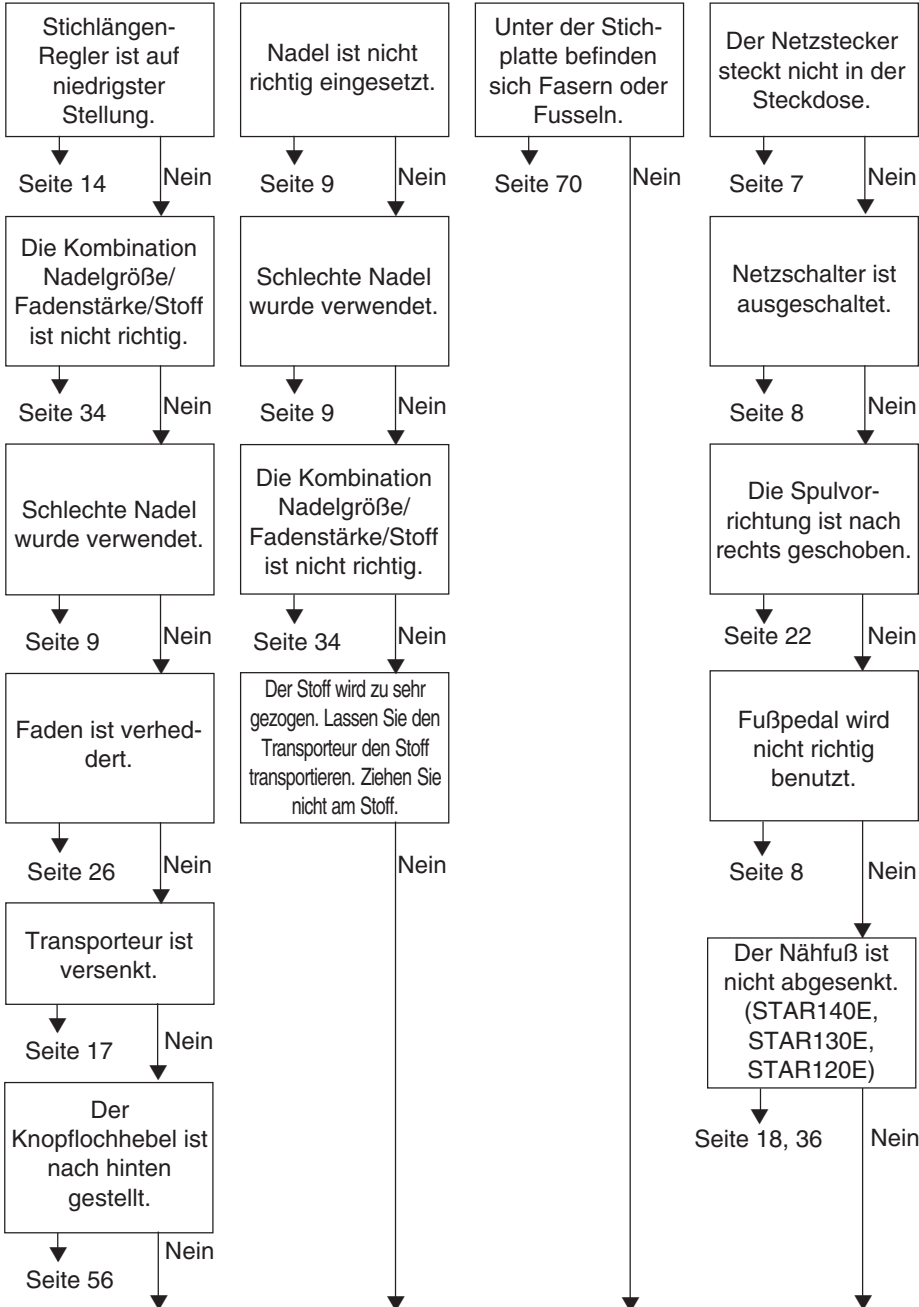 Stichlängen-
Regler ist auf
niedrigster
Stellung.
Seite 14
Nein
Die Kombination
Nadelgröße/
Fadenstärke/Stoff
ist nicht richtig.
Seite 34
Nein
Schlechte Nadel
wurde verwendet.
Seite 9
Nein
Faden ist verhed-
dert.
Seite 26
Nein
Transporteur ist
versenkt.
Seite 17
Nein
Der
Knopflochhebel ist
nach hinten
gestellt.
Seite 56
Nein
Nadel ist nicht
richtig eingesetzt.
Seite 9
Nein
Schlechte Nadel
wurde verwendet.
Seite 9
Nein
Die Kombination
Nadelgröße/
Fadenstärke/Stoff
ist nicht richtig.
Seite 34
Nein
Der Stoff wird zu sehr
gezogen. Lassen Sie den
Transporteur den Stoff
transportieren. Ziehen Sie
nicht am Stoff.
Nein
Unter der Stich-
platte befinden
sich Fasern oder
Fusseln.
Seite 70
Nein
Der Netzstecker
steckt nicht in der
Steckdose.
Seite 7
Nein
Netzschalter ist
ausgeschaltet.
Seite 8
Nein
Die Spulvor-
richtung ist nach
rechts geschoben.
Seite 22
Nein
Fußpedal wird
nicht richtig
benutzt.
Seite 8
Nein
Der Nähfuß ist
nicht abgesenkt.
(STAR140E,
STAR130E,
STAR120E)
Seite 18, 36
Nein